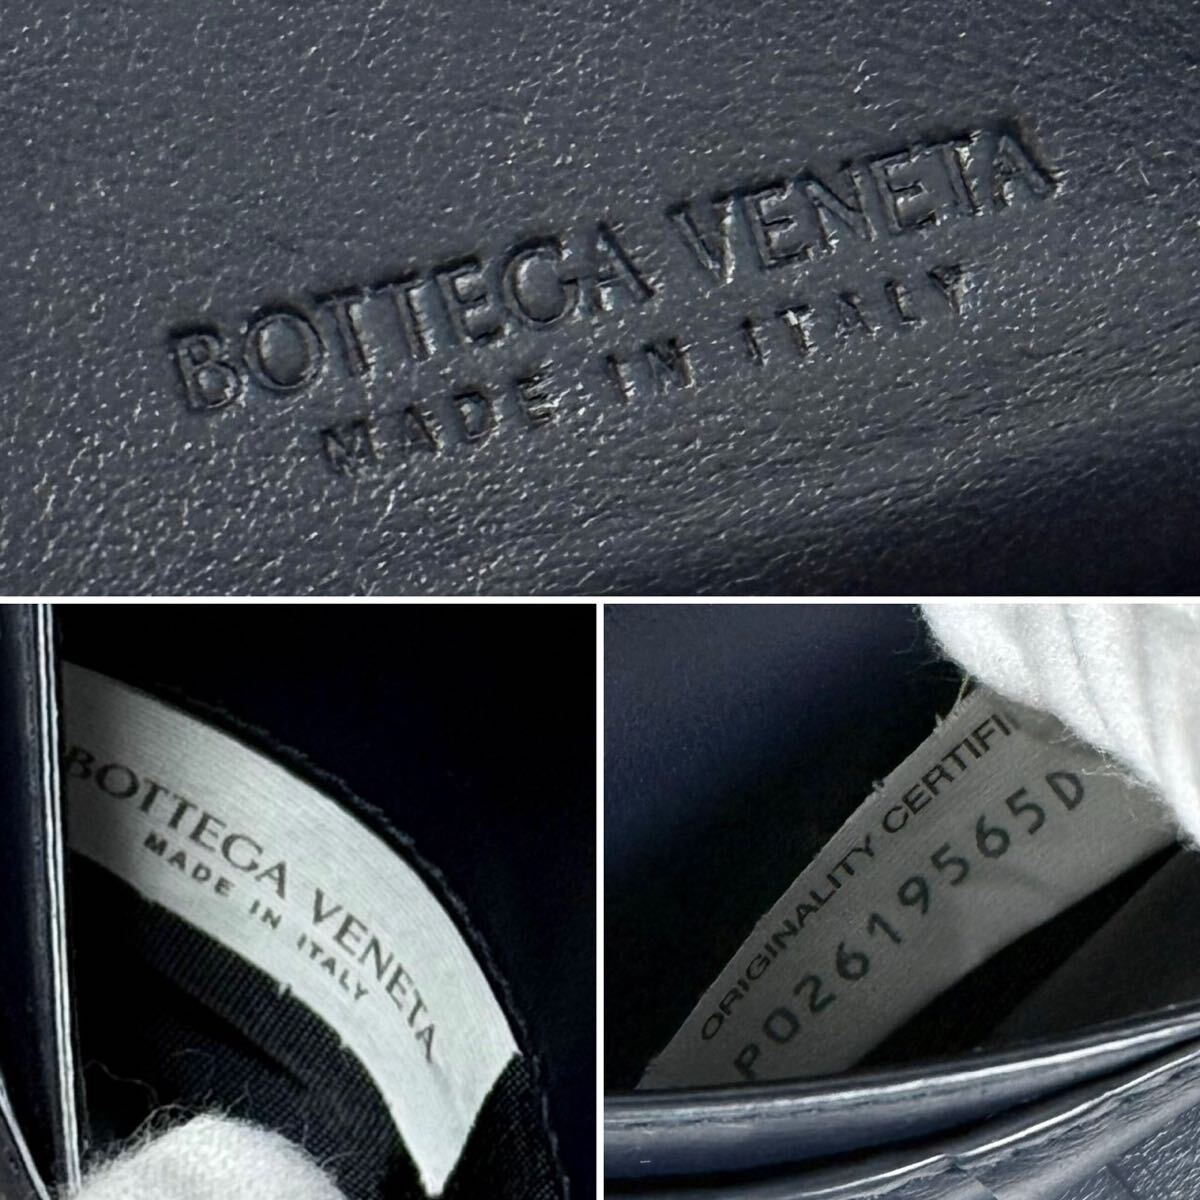 BOTTEGA VENETA
MADE IN ITALY
BOTTEGA VENETA
MADE IN ITALY
ORIGINALITY CERTIFI
P02619565D